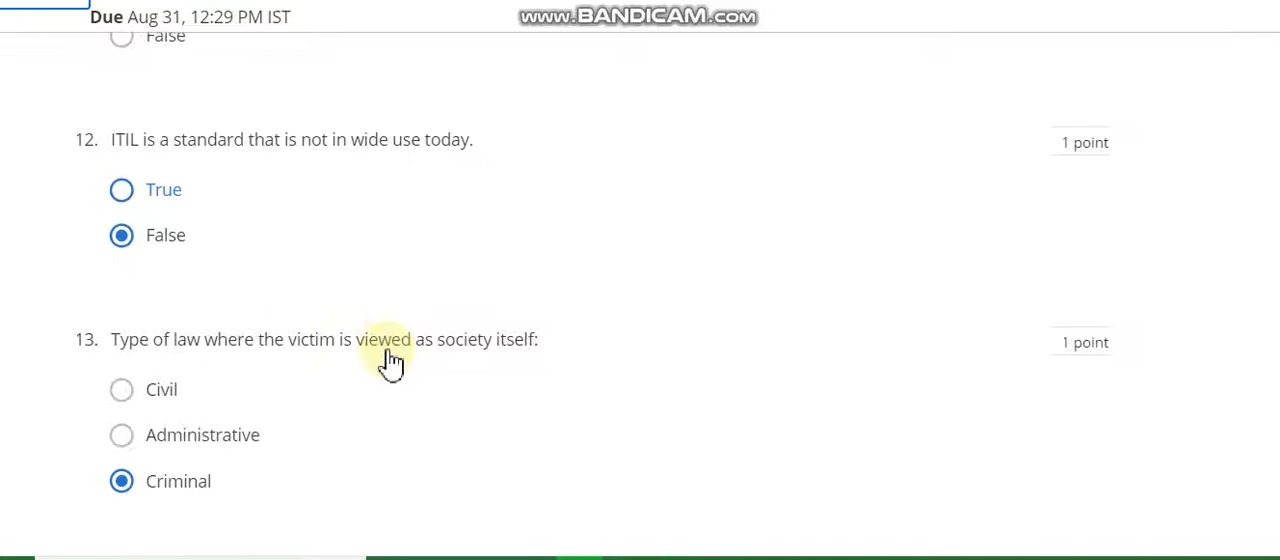 Due Aug 31, 12:29 PM IST
www.BANDICAM.com
False
12. ITIL is a standard that is not in wide use today.
1 point
True
False
13. Type of law where the victim is viewed as society itself:
1 point
Civil
Administrative
Criminal